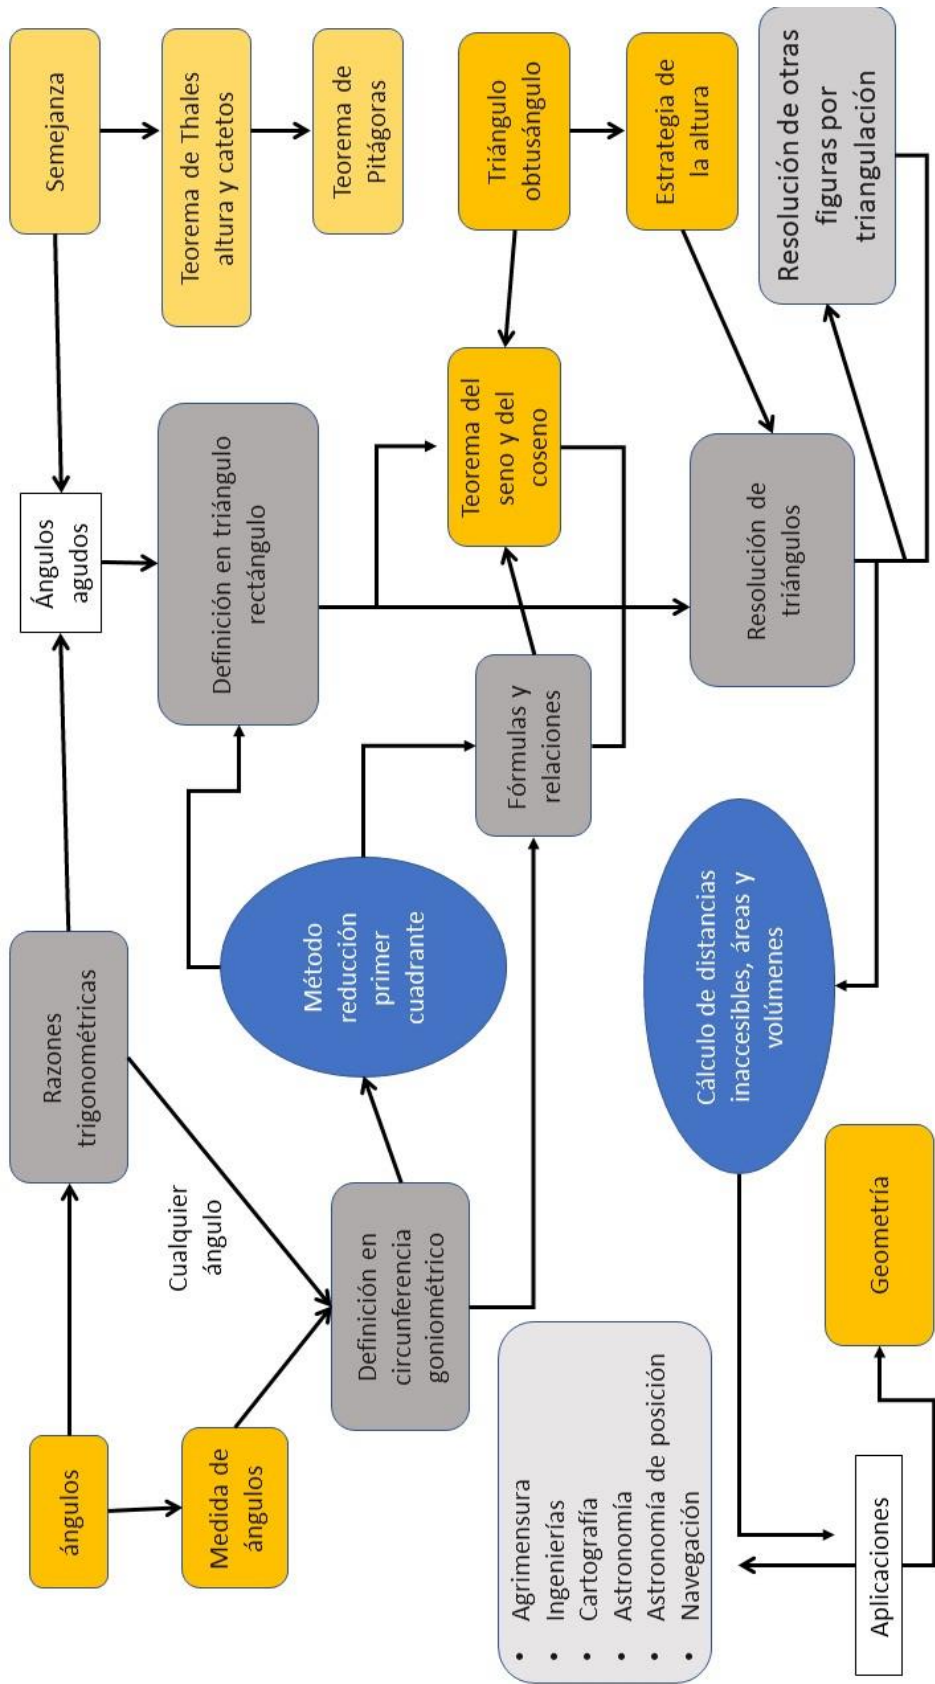 ángulos
Razones
trigonométricas
Ángulos
agudos
Semejanza
Medida de
ángulos
Cualquier
ángulo
Definición en triángulo
rectángulo
Teorema de Thales
altura y catetos
Definición en
circunferencia
goniométrico
Método
reducción
primer
cuadrante
Teorema de
Pitágoras
Fórmulas y
relaciones
Teorema del
seno y del
coseno
Triángulo
obtusángulo
• Agrimensura
• Ingenierías
• Cartografía
• Astronomía
• Astronomía de posición
• Navegación
Cálculo de distancias
inaccesibles, áreas y
volúmenes
Resolución de
triángulos
Estrategia de
la altura
Resolución de otras
figuras por
triangulación
Aplicaciones
Geometría